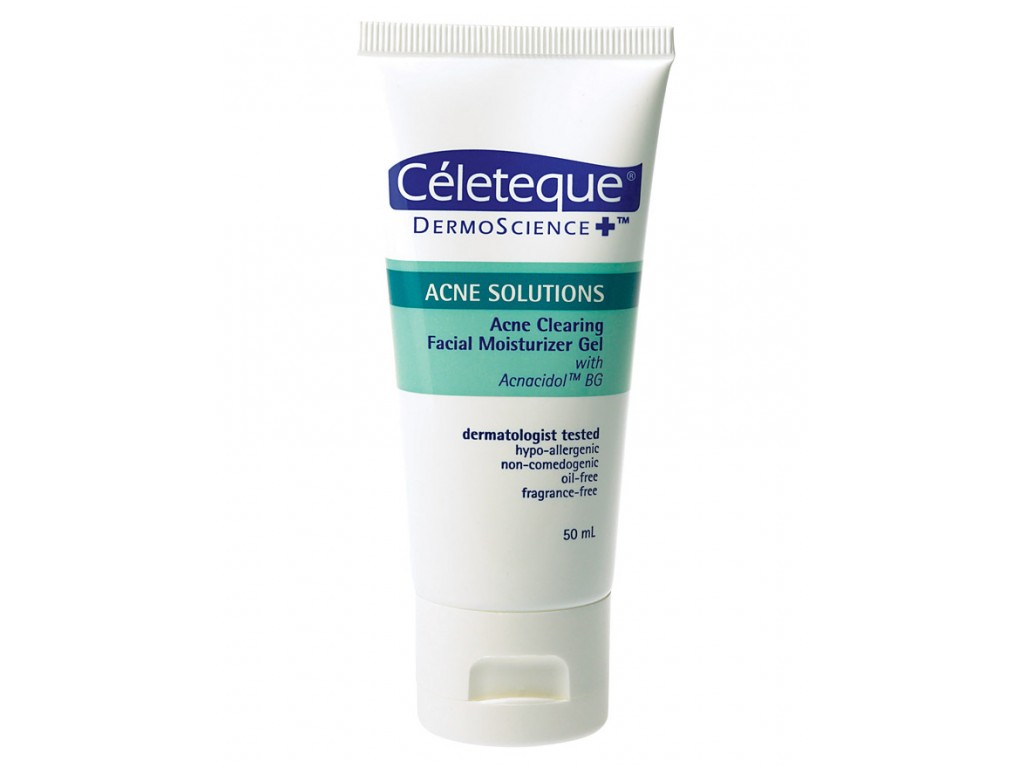 Céleteque®
DERMOSCIENCE+™
ACNE SOLUTIONS
Acne Clearing
Facial Moisturizer Gel
with
Acnacidol™ BG
dermatologist tested
hypo-allergenic
non-comedogenic
oil-free
fragrance-free
50 mL